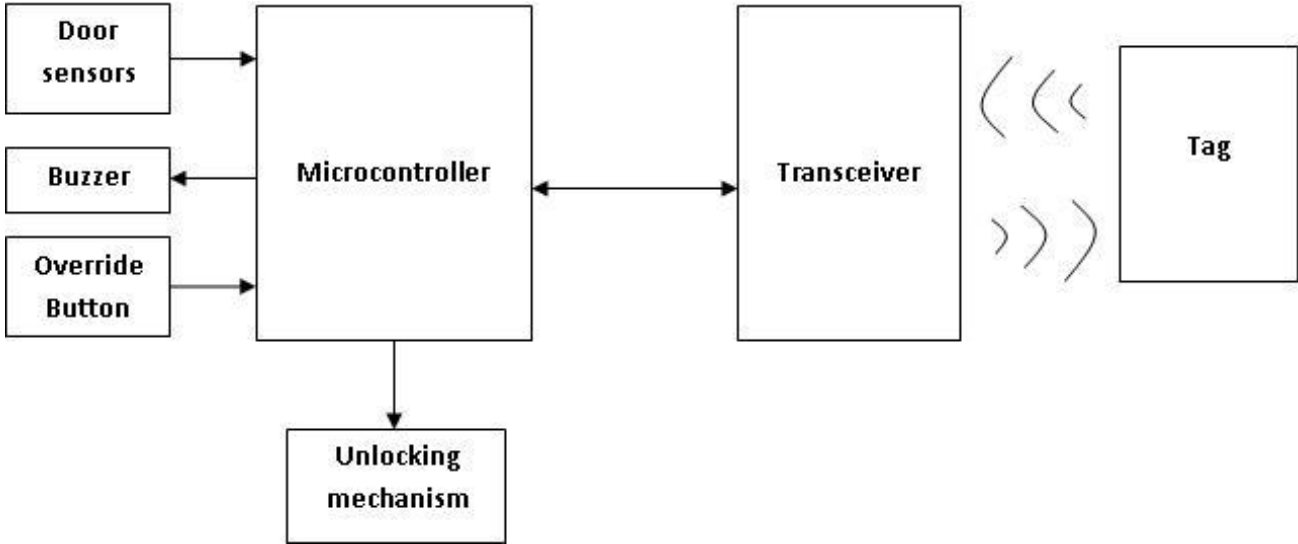 Door
sensors
Buzzer
Override
Button
Microcontroller
Unlocking
mechanism
Transceiver
Tag